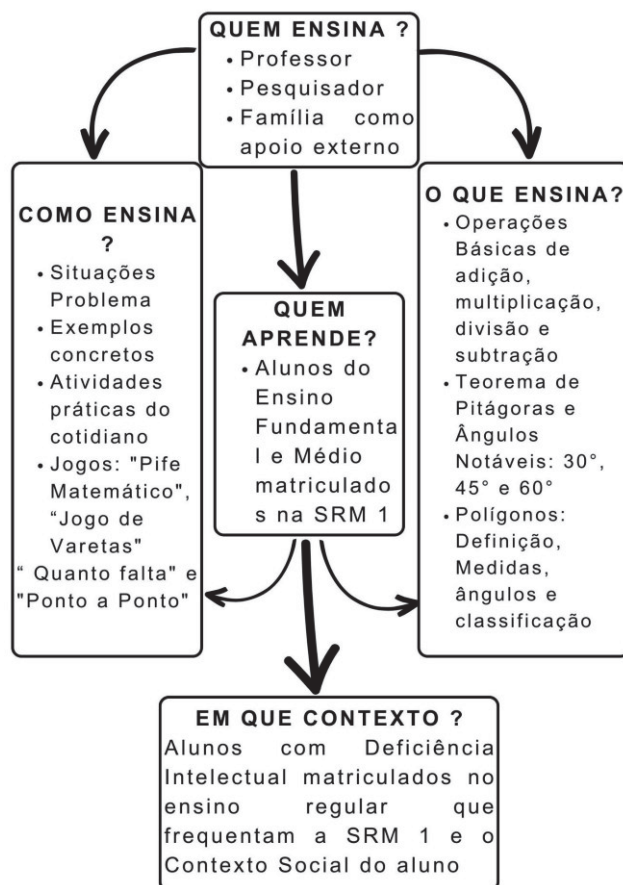 QUEM ENSINA ?
• Professor
• Pesquisador
• Família como
apoio externo
COMO ENSINA
?
• Situações
Problema
• Exemplos
concretos
• Atividades
práticas do
cotidiano
• Jogos: "Pife
Matemático",
“Jogo de
Varetas"
“ Quanto falta" e
"Ponto a Ponto"
QUEM
APRENDE?
• Alunos do
Ensino
Fundamenta
l e Médio
matriculado
s na SRM 1
O QUE ENSINA?
• Operações
Básicas de
adição,
multiplicação,
divisão e
subtração
• Teorema de
Pitágoras e
Ângulos
Notáveis: 30°,
45° e 60°
• Polígonos:
Definição,
Medidas,
ângulos e
classificação
EM QUE CONTEXTO ?
Alunos com Deficiência
Intelectual matriculados no
ensino regular que
frequentam a SRM 1 e o
Contexto Social do aluno